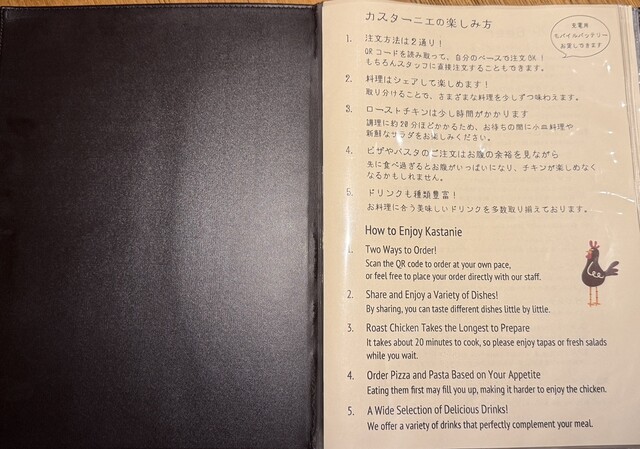 カスターニエの楽しみ方
充電用
モバイルバッテリー
お貸しできます
1. 注文方法は2通り！
QRコードを読み取って、自分のペースで注文OK！
もちろんスタッフに直接注文することもできます。
2. 料理はシェアして楽しめます！
取り分けることで、さまざまな料理を少しずつ味わえます。
3. ローストチキンは少し時間がかかります
調理に約20分ほどかかるため、お待ちの間に小皿料理や
新鮮なサラダをお楽しみください。
4. ピザやパスタのご注文はお腹の余裕を見ながら
先に食べ過ぎるとお腹がいっぱいになり、チキンが楽しめなく
なるかもしれません。
5. ドリンクも種類豊富！
お料理に合う美味しいドリンクを多数取り揃えております。
How to Enjoy Kastanie
1. Two Ways to Order!
Scan the QR code to order at your own pace,
or feel free to place your order directly with our staff.
2. Share and Enjoy a Variety of Dishes!
By sharing, you can taste different dishes little by little.
3. Roast Chicken Takes the Longest to Prepare
It takes about 20 minutes to cook, so please enjoy tapas or fresh salads
while you wait.
4. Order Pizza and Pasta Based on Your Appetite
Eating them first may fill you up, making it harder to enjoy the chicken.
5. A Wide Selection of Delicious Drinks!
We offer a variety of drinks that perfectly complement your meal.